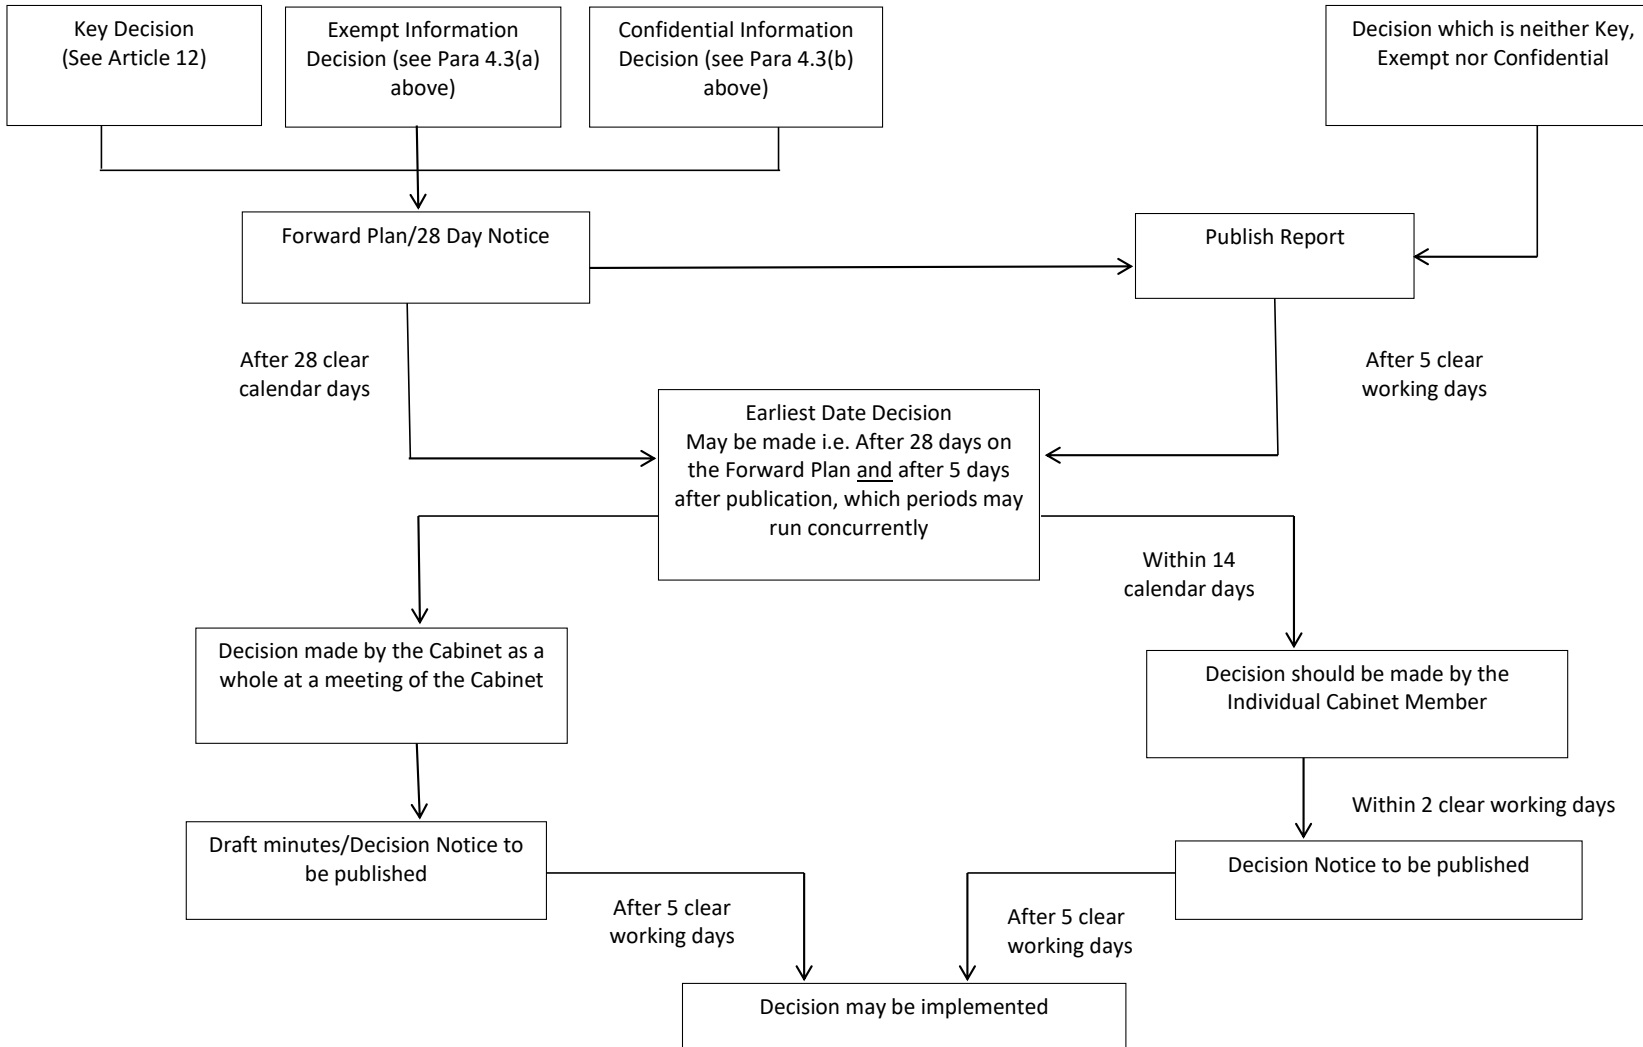 Key Decision
(See Article 12)
Exempt Information
Decision (see Para 4.3(a)
above)
Confidential Information
Decision (see Para 4.3(b)
above)
Decision which is neither Key,
Exempt nor Confidential
Forward Plan/28 Day Notice
Publish Report
After 28 clear
calendar days
After 5 clear
working days
Earliest Date Decision
May be made i.e. After 28 days on
the Forward Plan and after 5 days
after publication, which periods may
run concurrently
Within 14
calendar days
Decision made by the Cabinet as a
whole at a meeting of the Cabinet
Decision should be made by the
Individual Cabinet Member
Within 2 clear working days
Draft minutes/Decision Notice to
be published
Decision Notice to be published
After 5 clear
working days
After 5 clear
working days
Decision may be implemented